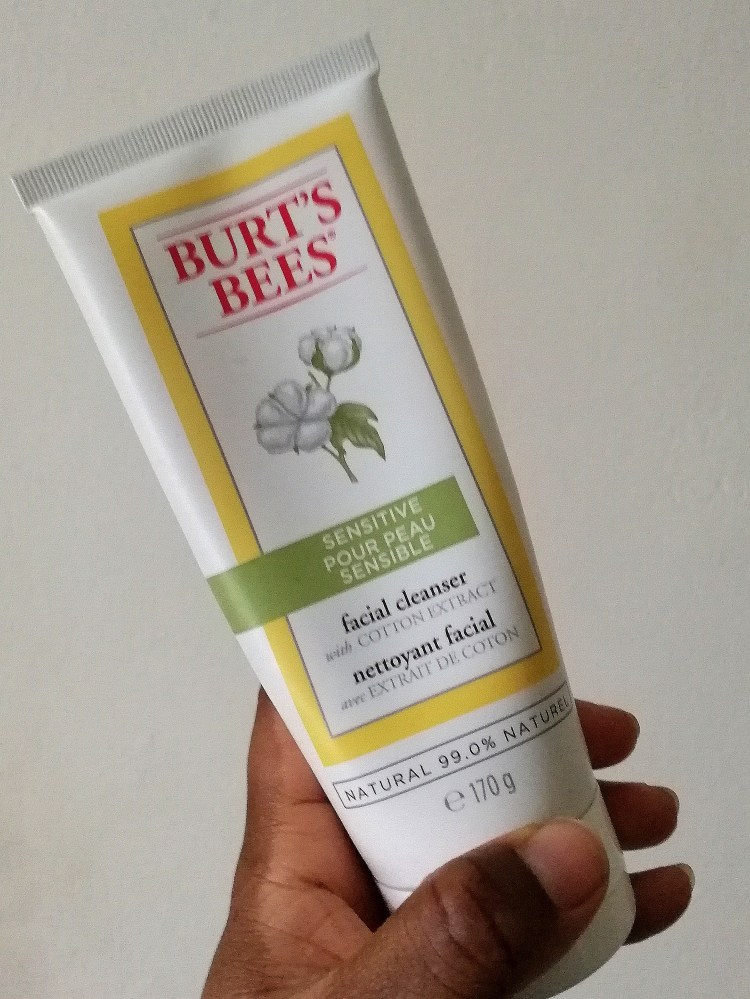 BURT'S
BEES®
SENSITIVE
POUR PEAU
SENSIBLE
facial cleanser
with COTTON EXTRACT
nettoyant facial
avec EXTRAIT DE COTON
NATURAL 99.0% NATUREL
℮ 170 g